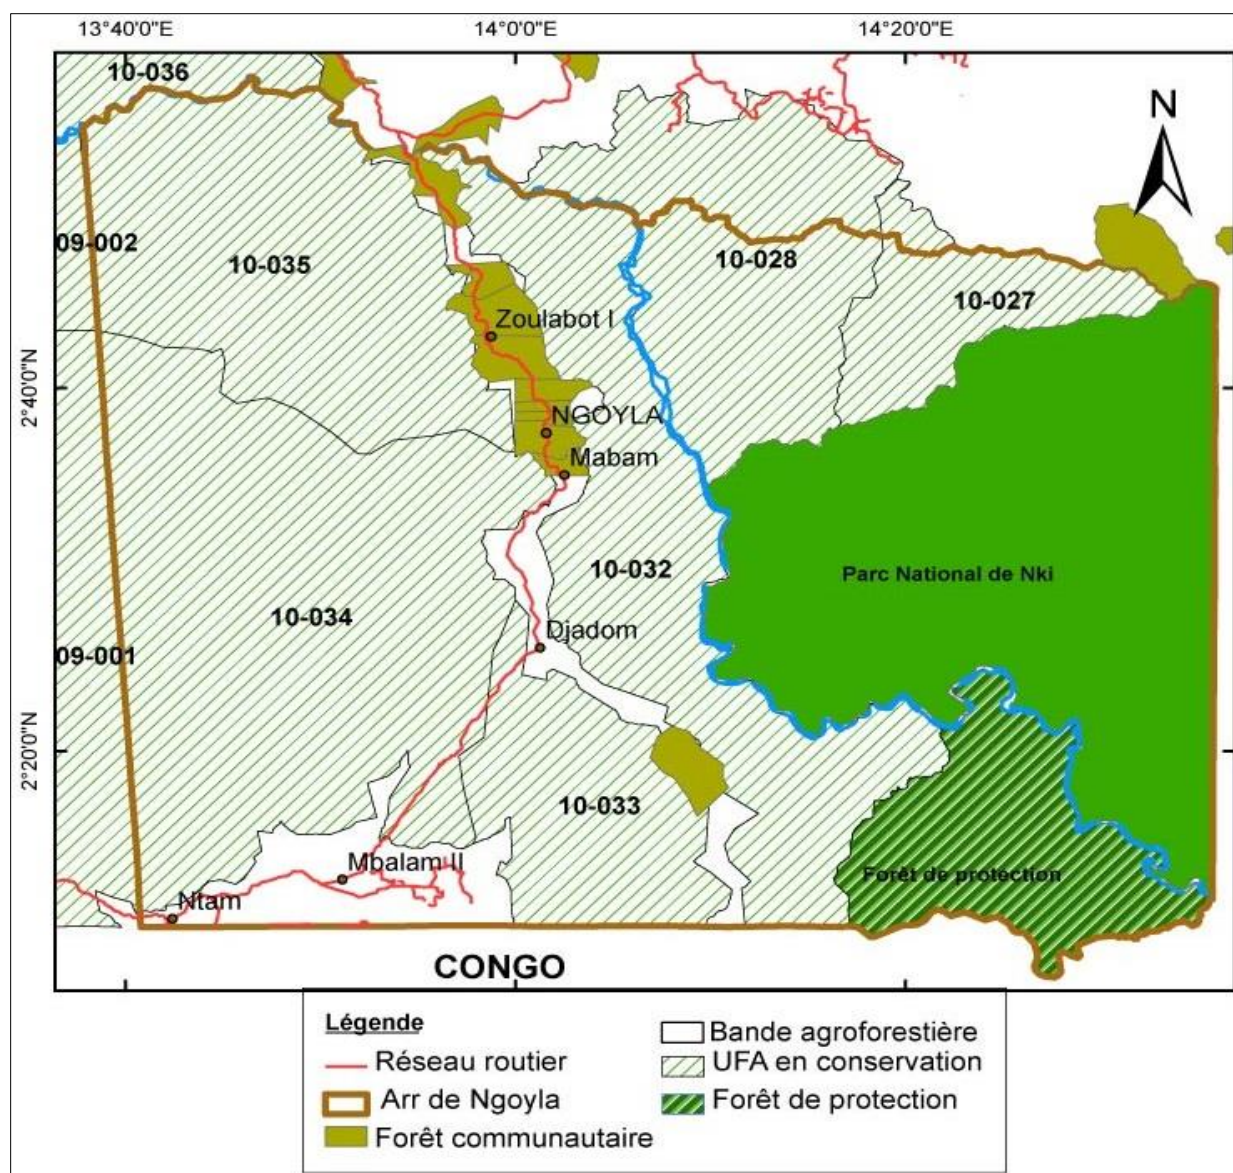 13°40'0"E
14°0'0"E
14°20'0"E
10-036
N
09-002
10-035
10-028
10-027
Zoulabot I
2°40'0"N
NGOYLA
Mabam
10-032
Parc National de Nki
10-034
Djadom
09-001
2°20'0"N
10-033
Mbalam II
Forêt de protection
Ntam
CONGO
Légende
Réseau routier
Arr de Ngoyla
Forêt communautaire
Bande agroforestière
UFA en conservation
Forêt de protection